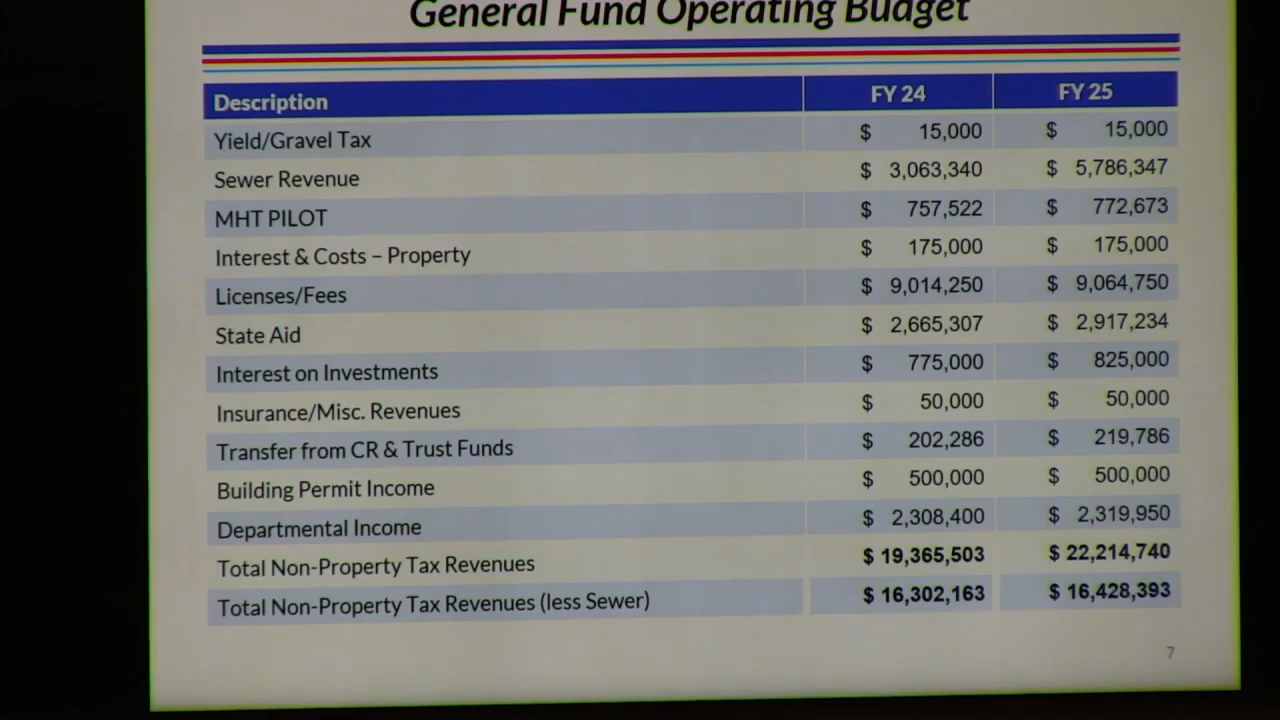 General Fund Operating Budget
Description FY 24 FY 25
Yield/Gravel Tax $ 15,000 $ 15,000
Sewer Revenue $ 3,063,340 $ 5,786,347
MHT PILOT $ 757,522 $ 772,673
Interest & Costs – Property $ 175,000 $ 175,000
Licenses/Fees $ 9,014,250 $ 9,064,750
State Aid $ 2,665,307 $ 2,917,234
Interest on Investments $ 775,000 $ 825,000
Insurance/Misc. Revenues $ 50,000 $ 50,000
Transfer from CR & Trust Funds $ 202,286 $ 219,786
Building Permit Income $ 500,000 $ 500,000
Departmental Income $ 2,308,400 $ 2,319,950
Total Non-Property Tax Revenues $ 19,365,503 $ 22,214,740
Total Non-Property Tax Revenues (less Sewer) $ 16,302,163 $ 16,428,393
7